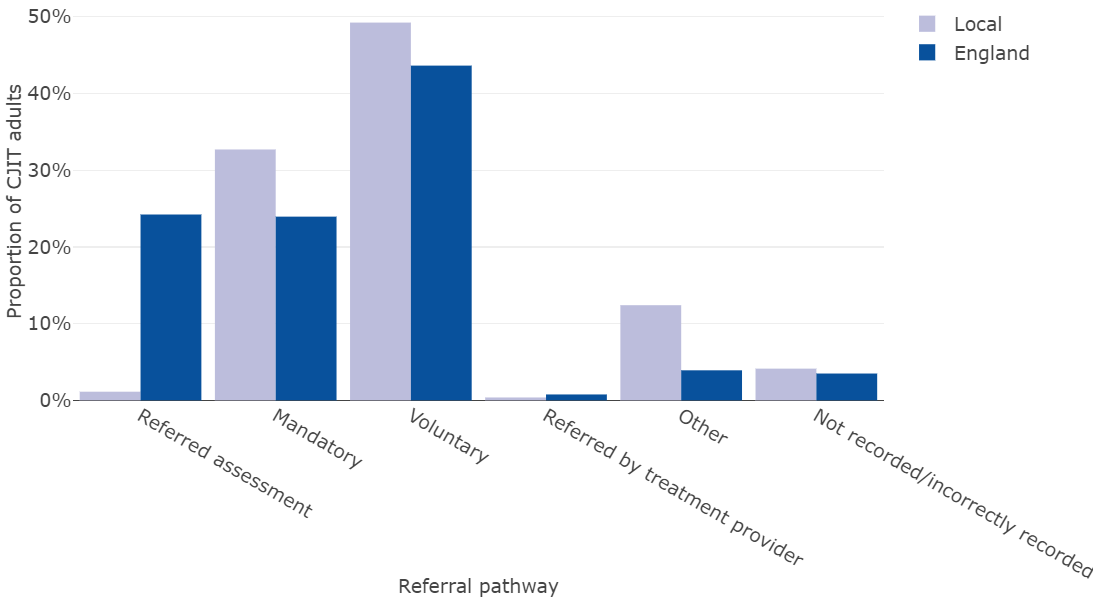 50%
40%
30%
20%
10%
0%
Proportion of CJIT adults
Local
England
Referred assessment
Mandatory
Voluntary
Referred by treatment provider
Other
Not recorded/incorrectly recorded
Referral pathway